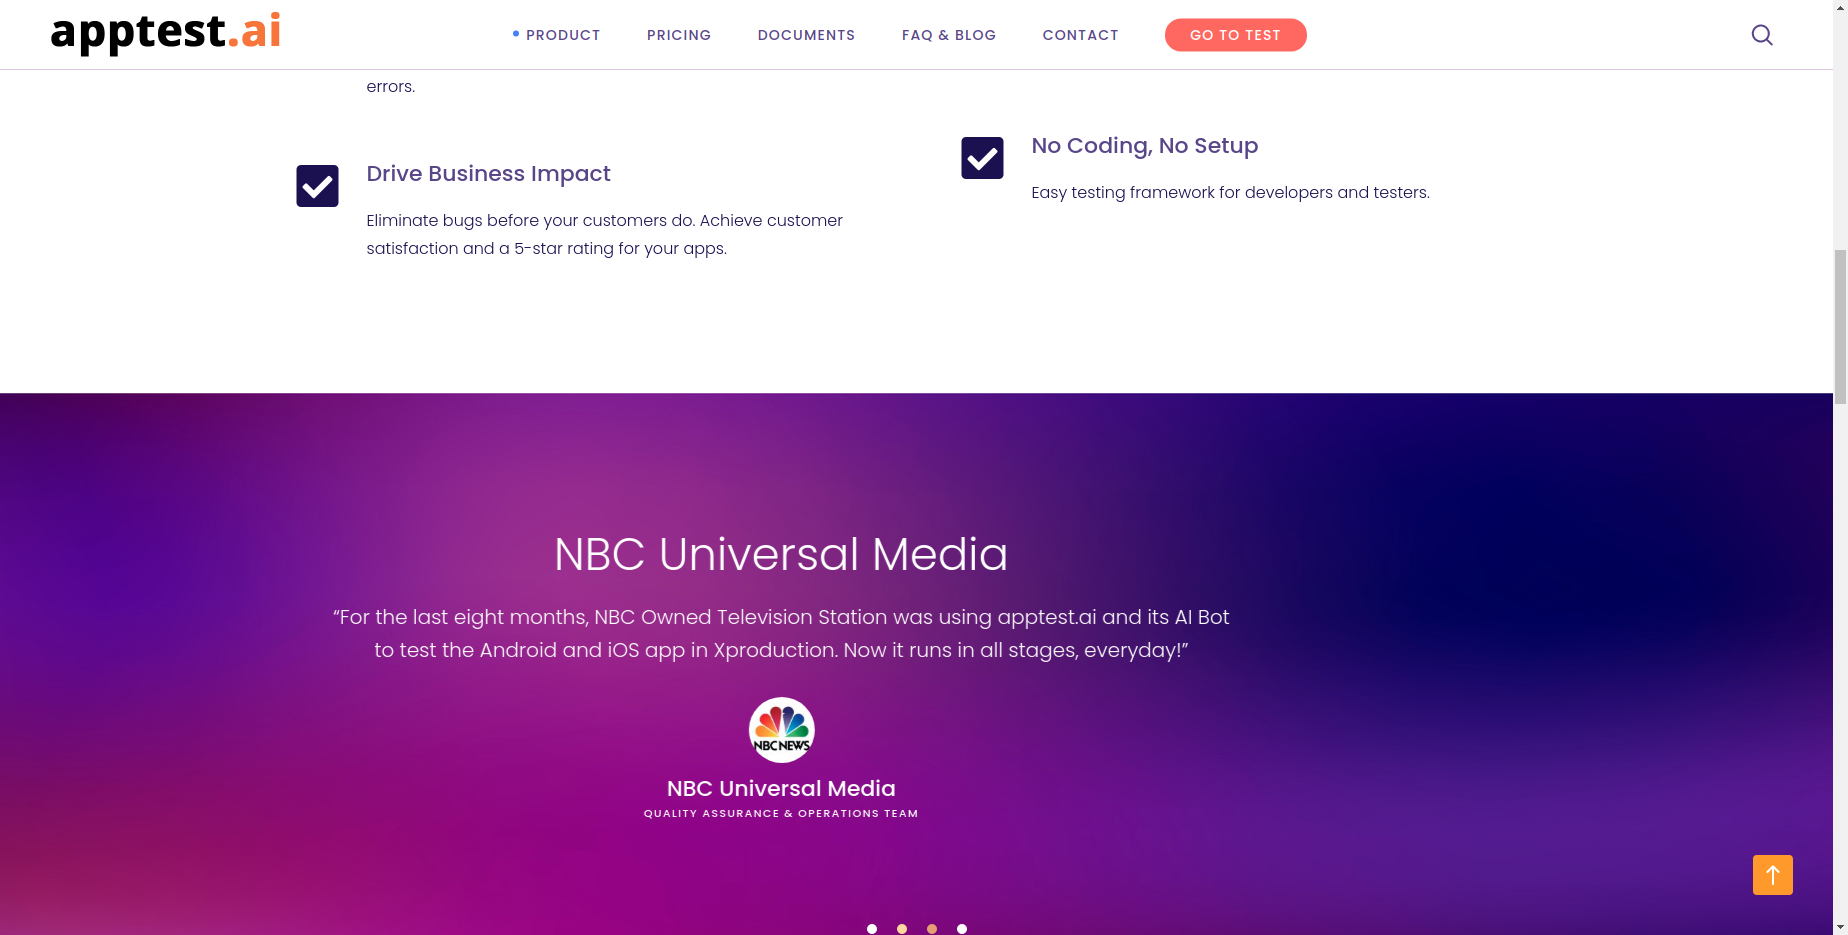 apptest.ai
PRODUCT
PRICING
DOCUMENTS
FAQ & BLOG
CONTACT
GO TO TEST
errors.
Drive Business Impact
Eliminate bugs before your customers do. Achieve customer
satisfaction and a 5-star rating for your apps.
No Coding, No Setup
Easy testing framework for developers and testers.
NBC Universal Media
“For the last eight months, NBC Owned Television Station was using apptest.ai and its AI Bot
to test the Android and iOS app in Xproduction. Now it runs in all stages, everyday!”
NBC NEWS
NBC Universal Media
QUALITY ASSURANCE & OPERATIONS TEAM